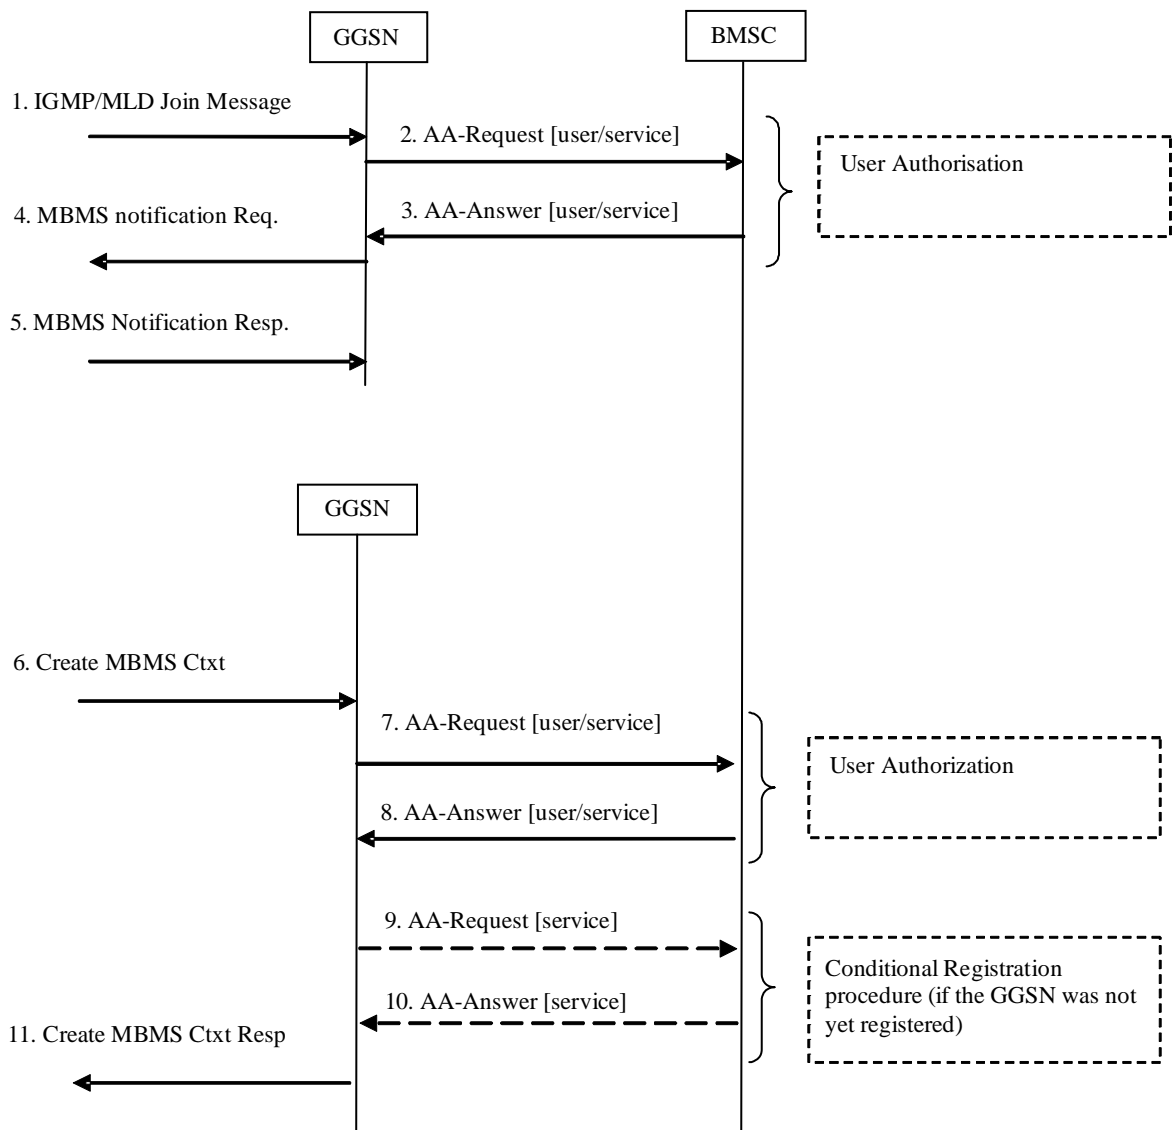 GGSN
BMSC
1. IGMP/MLD Join Message
2. AA-Request [user/service]
User Authorisation
4. MBMS notification Req.
3. AA-Answer [user/service]
5. MBMS Notification Resp.
GGSN
6. Create MBMS Ctxt
7. AA-Request [user/service]
User Authorization
8. AA-Answer [user/service]
9. AA-Request [service]
Conditional Registration
procedure (if the GGSN was not
yet registered)
10. AA-Answer [service]
11. Create MBMS Ctxt Resp